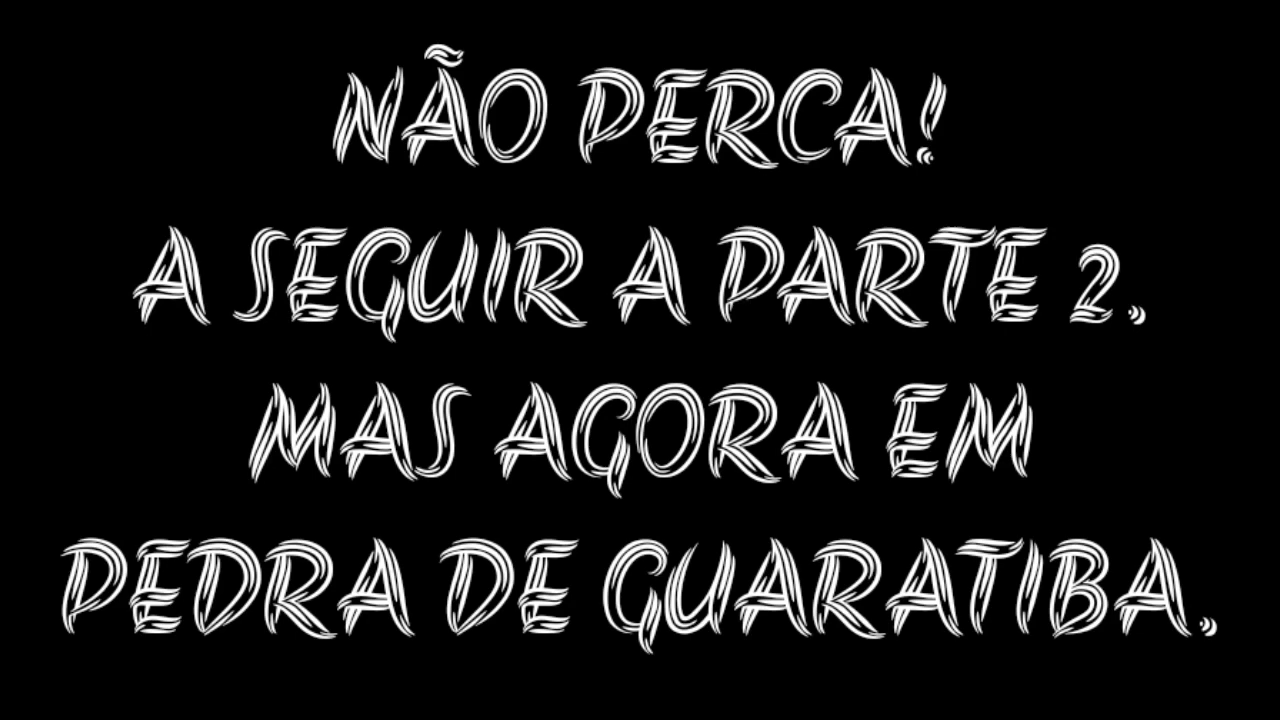 NÃO PERCA!
A SEGUIR A PARTE 2.
MAS AGORA EM
PEDRA DE GUARATIBA.